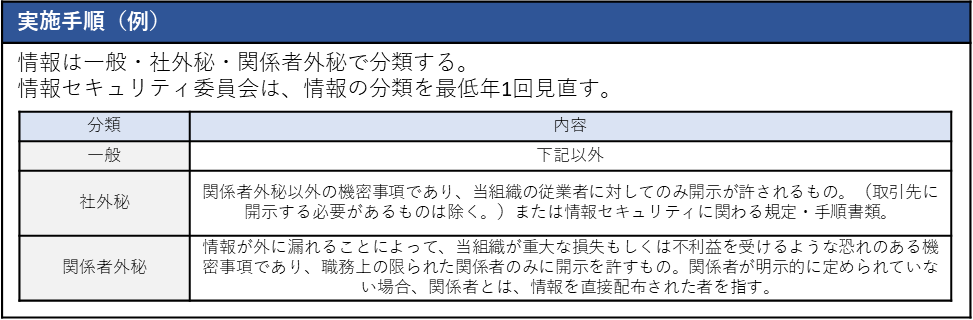 実施手順（例）
情報は一般・社外秘・関係者外秘で分類する。
情報セキュリティ委員会は、情報の分類を最低年1回見直す。
分類
内容
一般
下記以外
社外秘
関係者外秘以外の機密事項であり、当組織の従業者に対してのみ開示が許されるもの。（取引先に
開示する必要があるものは除く。）または情報セキュリティに関わる規定・手順書類。
関係者外秘
情報が外に漏れることによって、当組織が重大な損失もしくは不利益を受けるような恐れのある機
密事項であり、職務上の限られた関係者のみに開示を許すもの。関係者が明示的に定められていな
い場合、関係者とは、情報を直接配布された者を指す。